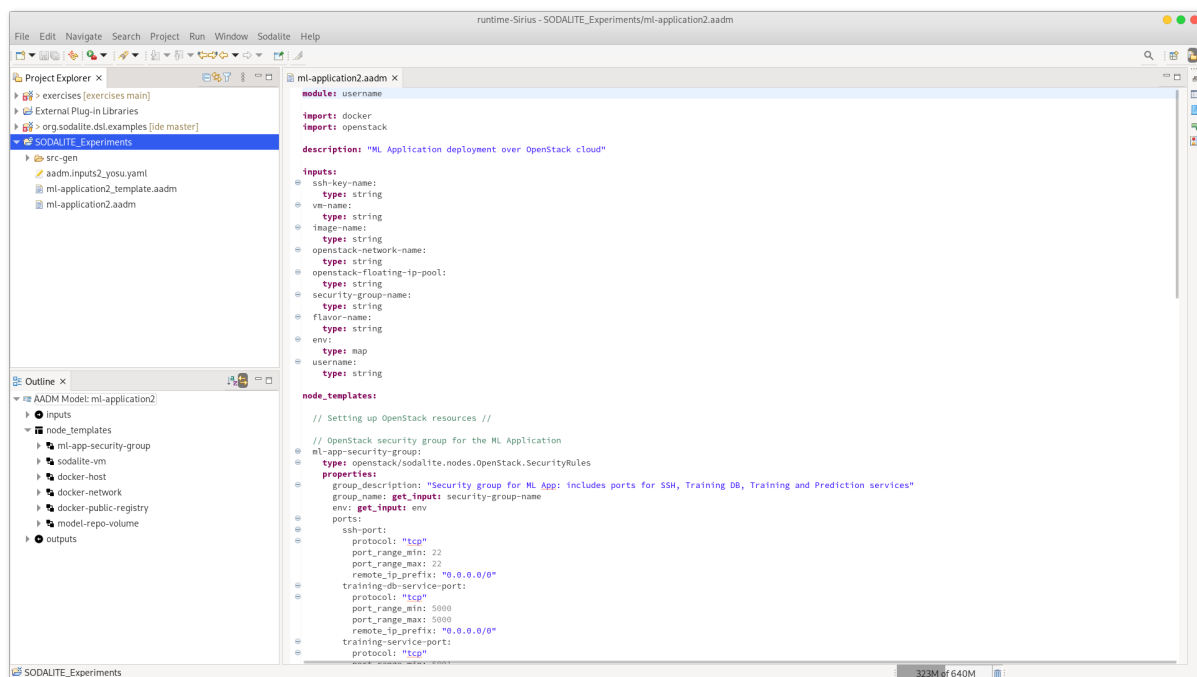 runtime-Sirius - SODALITE_Experiments/ml-application2.aadm
File Edit Navigate Search Project Run Window Sodalite Help
Project Explorer
> exercises [exercises main]
External Plug-in Libraries
> org.sodalite.dsl.examples [ide master]
SODALITE_Experiments
src-gen
aadm.inputs2_yosu.yaml
ml-application2_template.aadm
ml-application2.aadm
Outline
AADM Model: ml-application2
inputs
node_templates
ml-app-security-group
sodalite-vm
docker-host
docker-network
docker-public-registry
model-repo-volume
outputs
ml-application2.aadm
module: username
import: docker
import: openstack
description: "ML Application deployment over OpenStack cloud"
inputs:
ssh-key-name:
type: string
vm-name:
type: string
image-name:
type: string
openstack-network-name:
type: string
openstack-floating-ip-pool:
type: string
security-group-name:
type: string
flavor-name:
type: string
env:
type: map
username:
type: string
node_templates:
// Setting up OpenStack resources //
// OpenStack security group for the ML Application
ml-app-security-group:
type: openstack/sodalite.nodes.OpenStack.SecurityRules
properties:
group_description: "Security group for ML App: includes ports for SSH, Training DB, Training and Prediction services"
group_name: get_input: security-group-name
env: get_input: env
ports:
ssh-port:
protocol: "tcp"
port_range_min: 22
port_range_max: 22
remote_ip_prefix: "0.0.0.0/0"
training-db-service-port:
protocol: "tcp"
port_range_min: 5000
port_range_max: 5000
remote_ip_prefix: "0.0.0.0/0"
training-service-port:
protocol: "tcp"
SODALITE_Experiments
323M of 640M